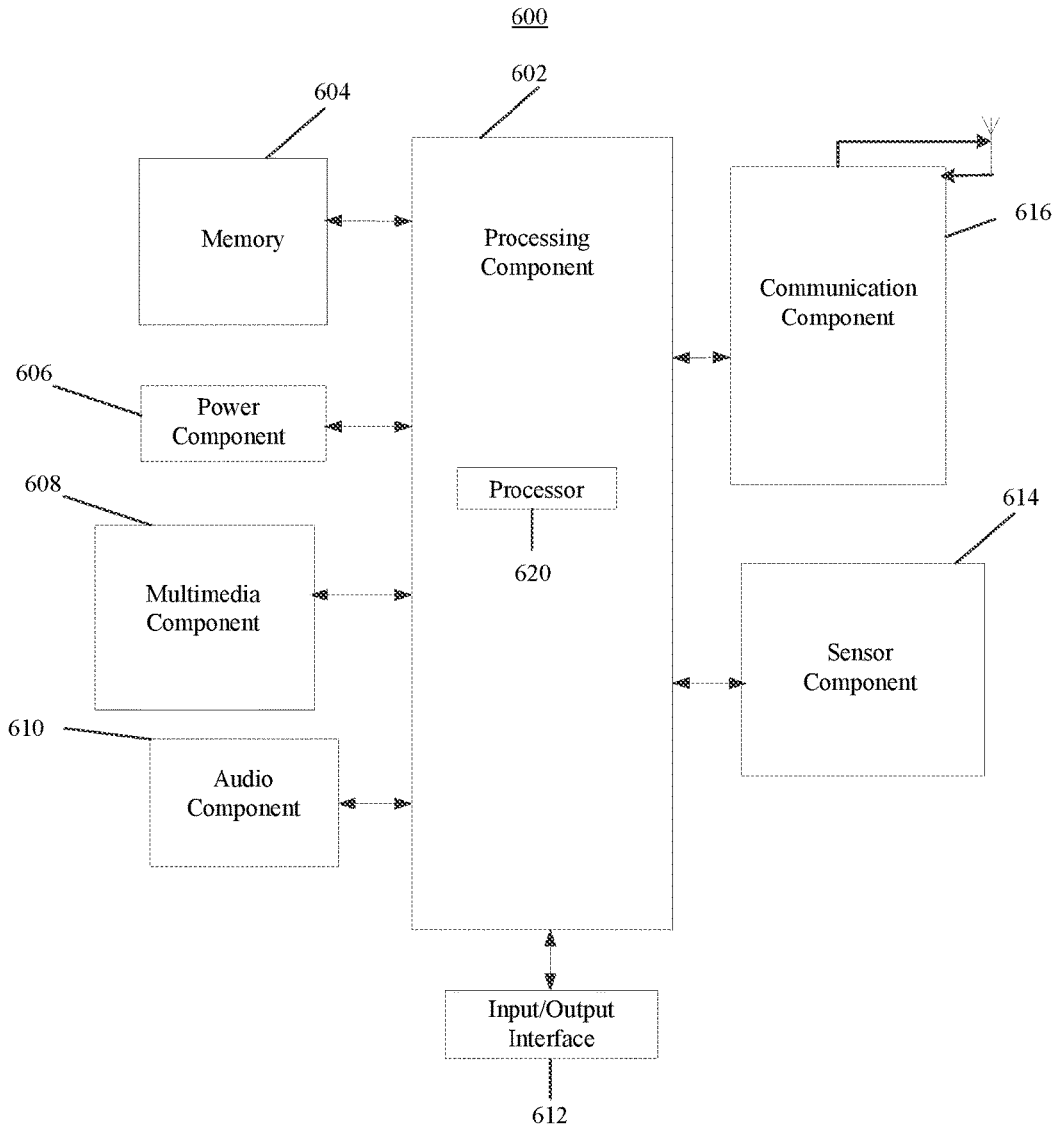 600
602
604
Memory
Processing
Component
616
Communication
Component
606
Power
Component
608
Processor
614
620
Multimedia
Component
Sensor
Component
610
Audio
Component
Input/Output
Interface
612